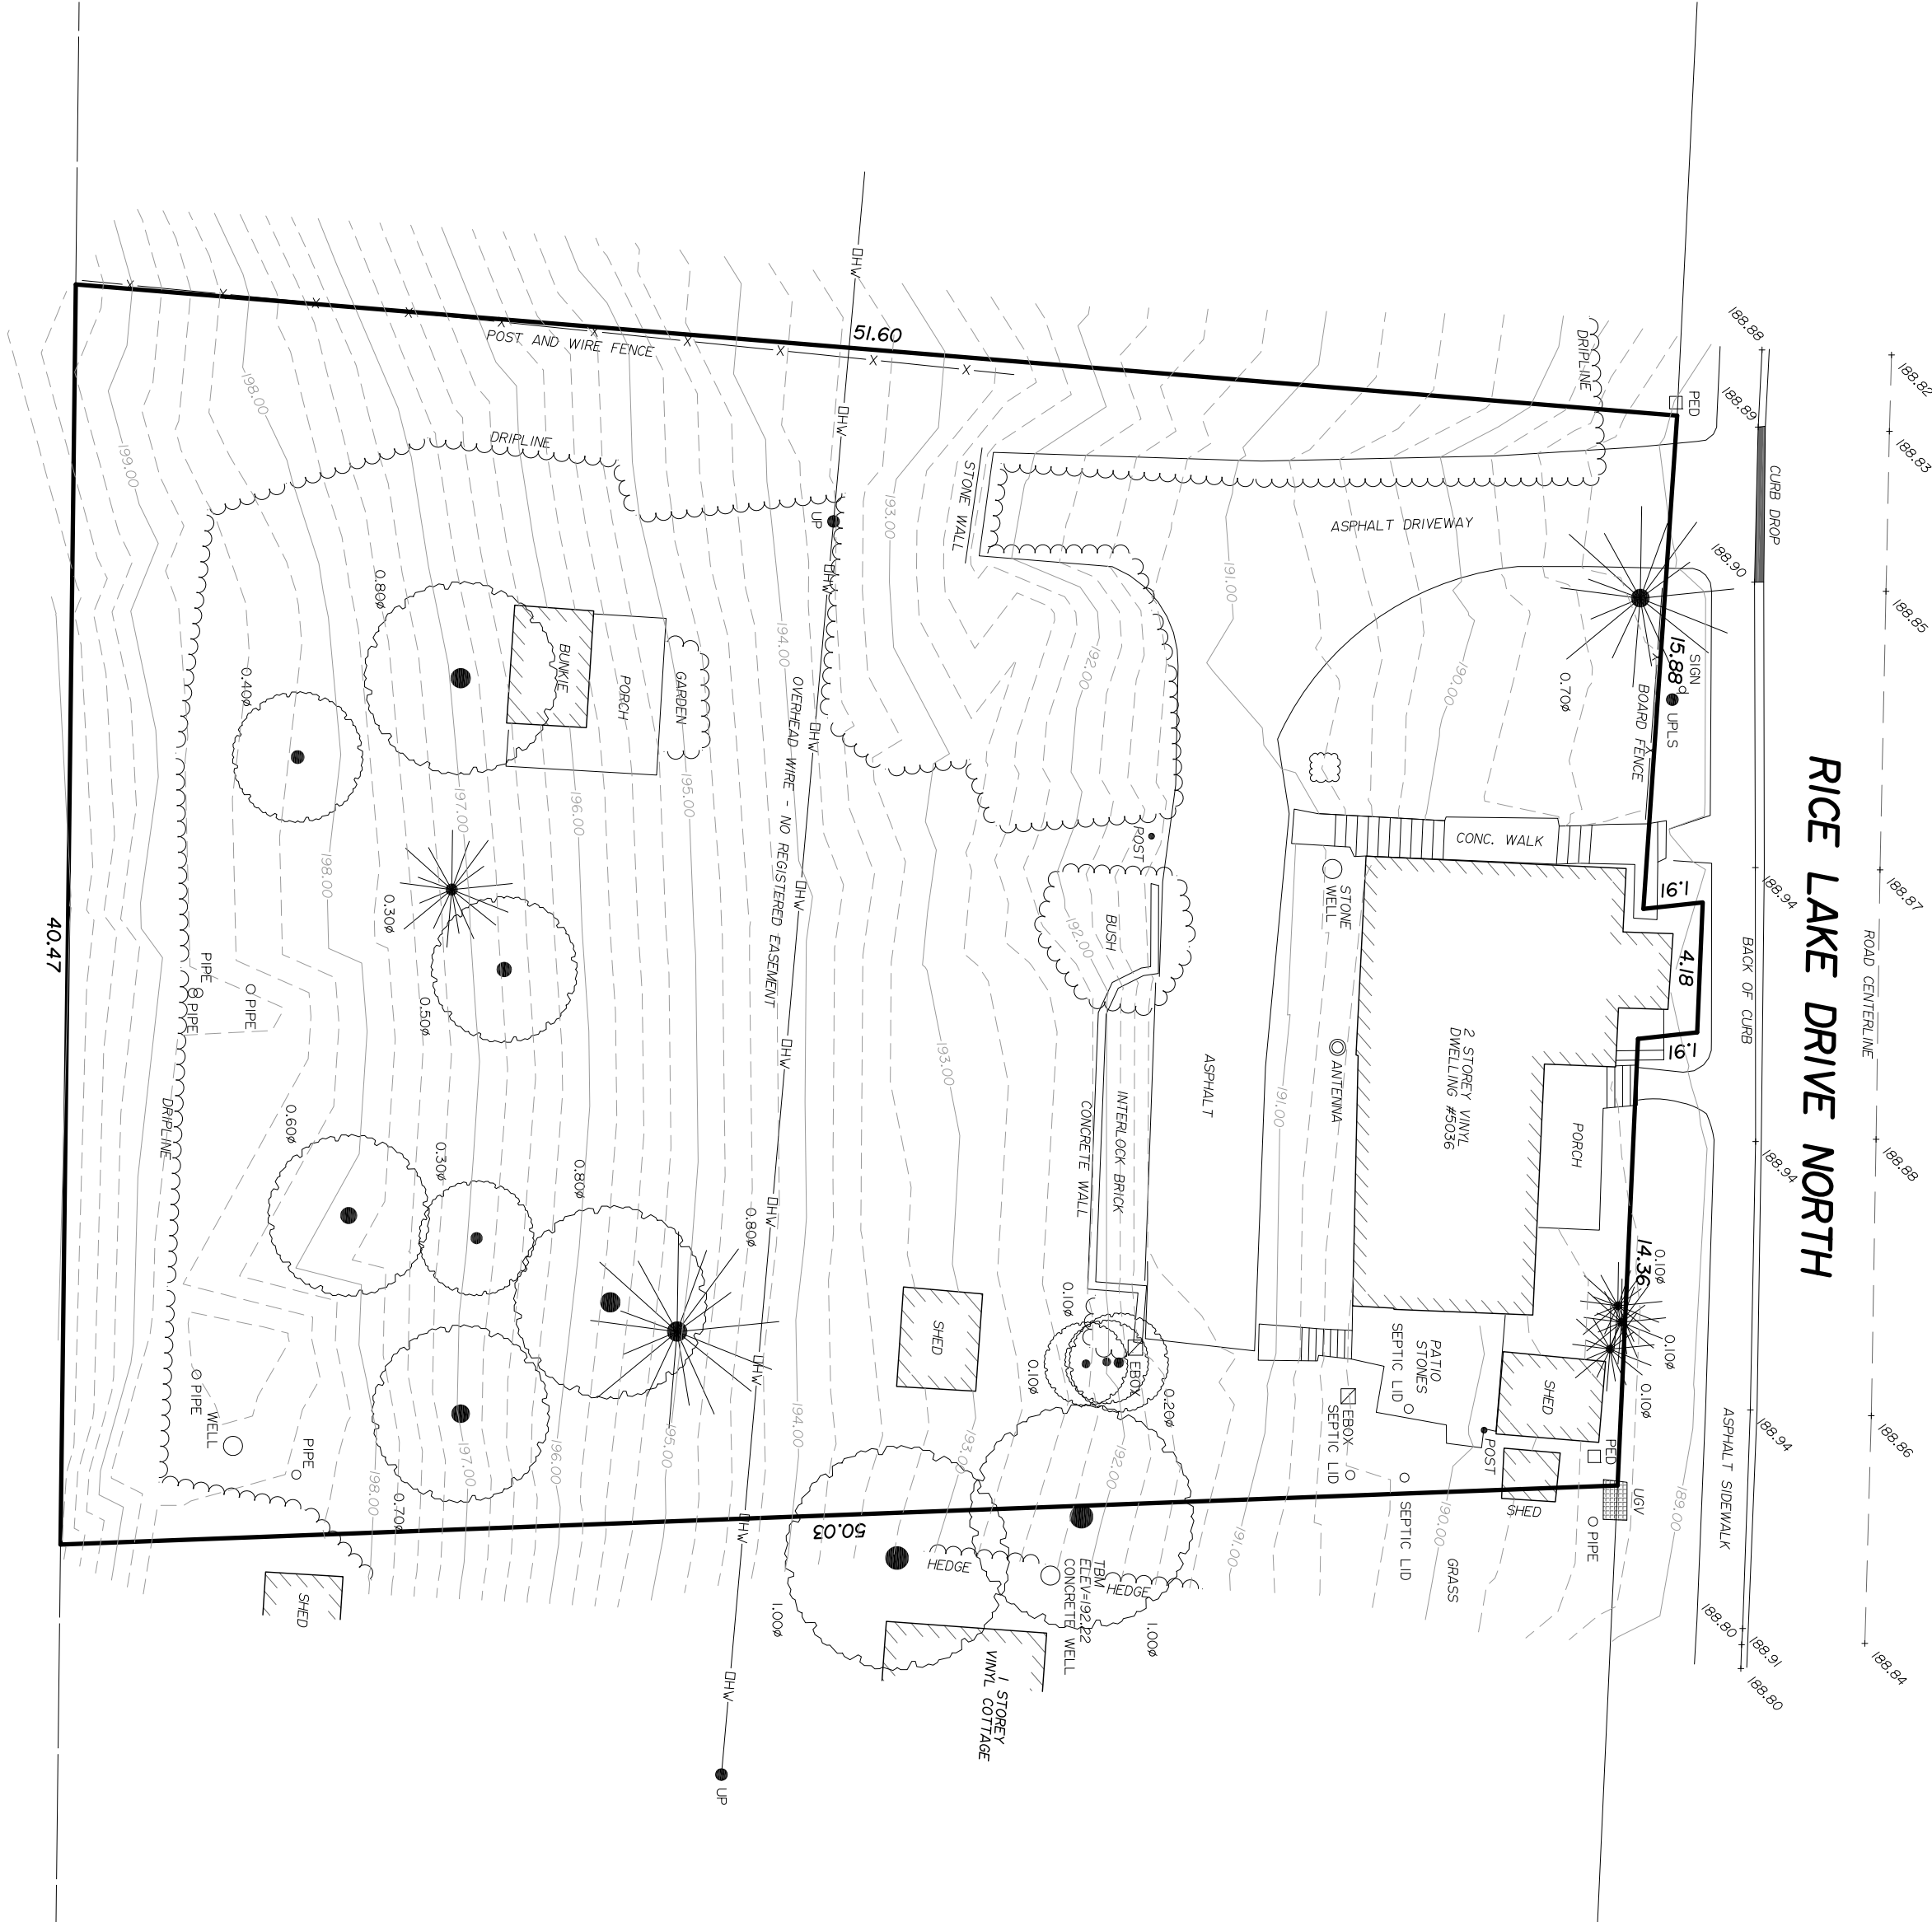 RICE LAKE DRIVE NORTH
ROAD CENTERLINE
188.82
188.83
188.85
188.87
188.88
188.86
188.84
188.88
188.89
188.90
188.94
188.94
188.94
188.80
188.91
188.80
CURB DROP
BACK OF CURB
ASPHALT SIDEWALK
PED
SIGN
15.88
UPLS
BOARD FENCE
0.70ø
DRIPLINE
ASPHALT DRIVEWAY
190.00
191.00
CONC. WALK
1.91
4.18
1.91
14.36
PORCH
0.10ø
0.10ø
0.10ø
SHED
PED
UGV
SHED
POST
PIPE
189.00
190.00
GRASS
2 STOREY VINYL
DWELLING #5036
PATIO
STONES
SEPTIC LID
EBOX
SEPTIC LID
SEPTIC LID
STONE
WELL
ANTENNA
191.00
191.00
ASPHALT
POST
BUSH
192.00
192.00
INTERLOCK BRICK
CONCRETE WALL
EBOX
0.10ø
0.10ø
0.20ø
192.00
193.00
HEDGE
HEDGE
TBM
ELEV=192.22
CONCRETE WELL
1.00ø
1.00ø
1 STOREY
VINYL COTTAGE
SHED
193.00
193.00
STONE WALL
51.60
POST AND WIRE FENCE
OHW
OHW
OHW
OHW
OHW
OHW
OHW
OHW
OHW
OHW
UP
UP
OVERHEAD WIRE - NO REGISTERED EASEMENT
194.00
194.00
50.03
DRIPLINE
GARDEN
PORCH
BUNKIE
195.00
195.00
196.00
196.00
197.00
197.00
198.00
198.00
198.00
199.00
0.80ø
0.40ø
0.30ø
0.50ø
0.60ø
0.30ø
0.80ø
0.80ø
0.70ø
PIPE
PIPE
PIPE
DRIPLINE
PIPE
WELL
PIPE
SHED
40.47